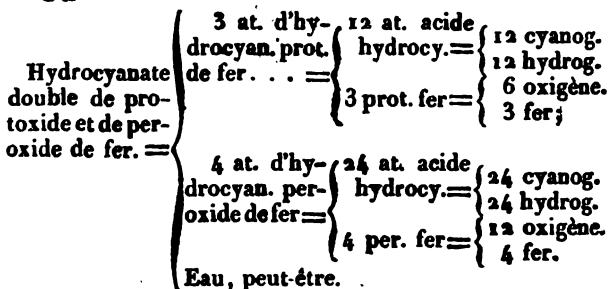 3 at. d'hy-
drocyan. prot.
de fer. . . =
12 at. acide
hydrocy.=
12 cyanog.
12 hydrog.
3 prot. fer=
6 oxigène.
3 fer;
Hydrocyanate
double de pro-
toxide et de per-
oxide de fer. =
4 at. d'hy-
drocyan. per-
oxide de fer=
24 at. acide
hydrocy.=
24 cyanog.
24 hydrog.
4 per. fer=
12 oxigène.
4 fer.
Eau, peut-être.